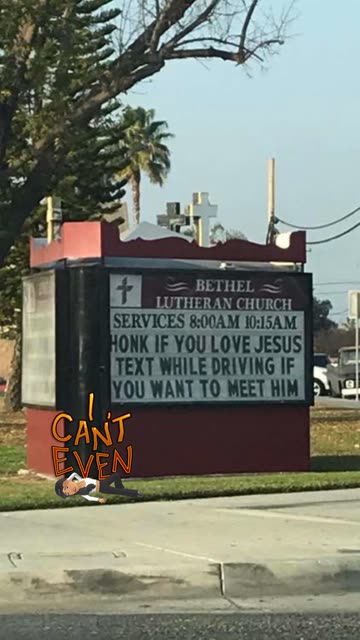 BETHEL
LUTHERAN CHURCH
SERVICES 8:00AM 10:15AM
HONK IF YOU LOVE JESUS
TEXT WHILE DRIVING IF
YOU WANT TO MEET HIM
I
CAN'T
EVEN